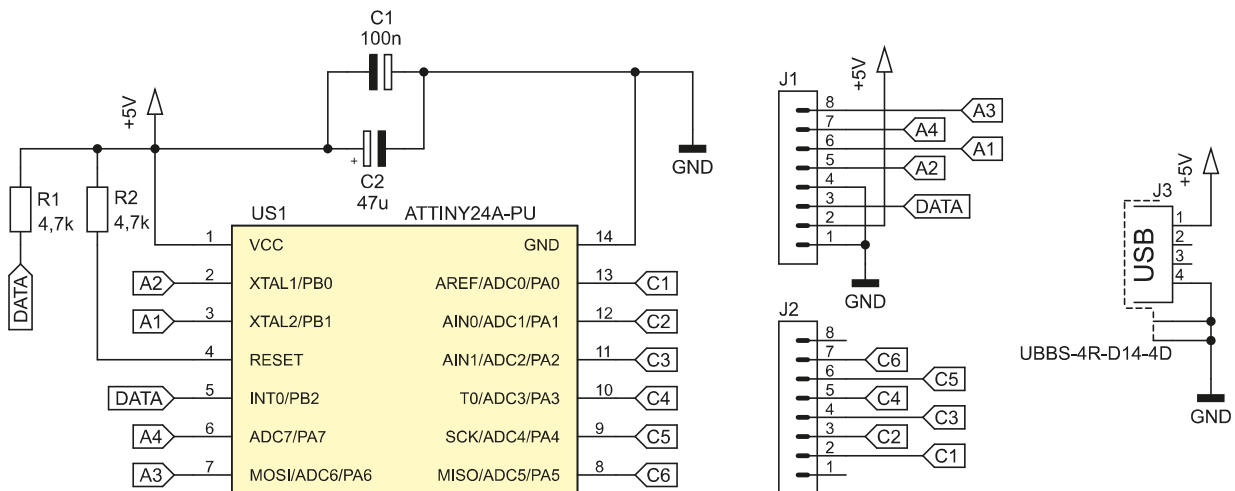 C1
100n
+5V
C2
47u
+
GND
R1
4,7k
R2
4,7k
DATA
US1 ATTINY24A-PU
1 VCC GND 14
A2 2 XTAL1/PB0 AREF/ADC0/PA0 13 C1
A1 3 XTAL2/PB1 AIN0/ADC1/PA1 12 C2
4 RESET AIN1/ADC2/PA2 11 C3
DATA 5 INT0/PB2 T0/ADC3/PA3 10 C4
A4 6 ADC7/PA7 SCK/ADC4/PA4 9 C5
A3 7 MOSI/ADC6/PA6 MISO/ADC5/PA5 8 C6
J1
+5V
8 A3
7 A4
6 A1
5 A2
4
3 DATA
2
1
GND
J2
8
7 C6
6 C5
5 C4
4 C3
3 C2
2 C1
1
+5V
J3
USB
1
2
3
4
UBBS-4R-D14-4D
GND